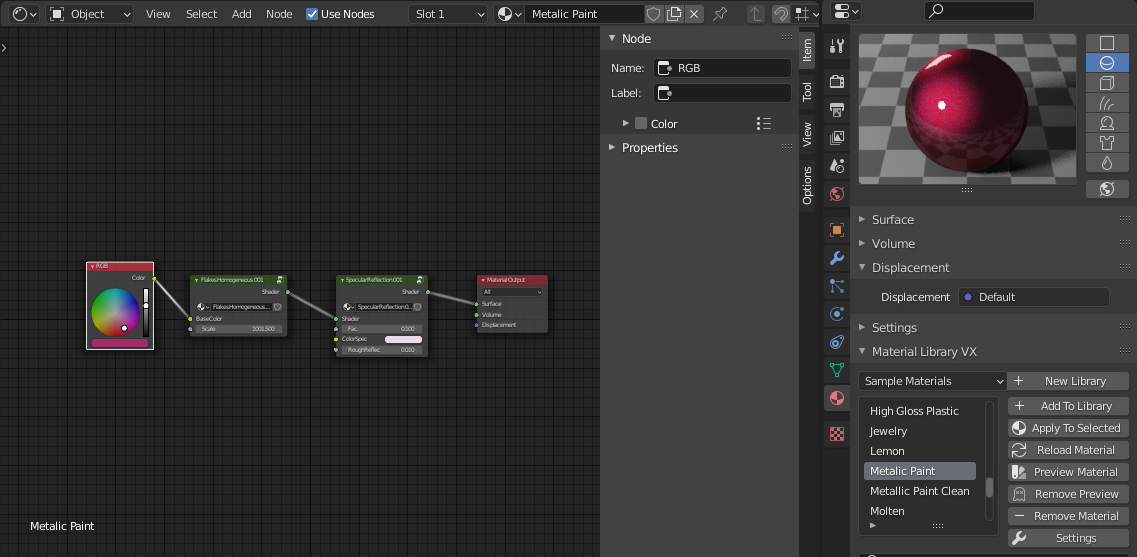 Object View Select Add Node Use Nodes Slot 1 Metallic Paint
Node
Name: RGB
Label:
Color
Properties
Item
Tool
View
Options
RGB
Color
FlakesHomogeneous.001
Shader
FlakesHomogeneous...
BaseColor
Scale 1001.500
SpecularReflection.001
Shader
SpecularReflection.0...
Shader
Fac 0.100
ColorSpec
RoughReflec 0.010
Material Output
All
Surface
Volume
Displacement
Metalic Paint
Surface
Volume
Displacement
Displacement Default
Settings
Material Library VX
Sample Materials
New Library
High Gloss Plastic
Jewelry
Lemon
Metalic Paint
Metallic Paint Clean
Molten
Add To Library
Apply To Selected
Reload Material
Preview Material
Remove Preview
Remove Material
Settings